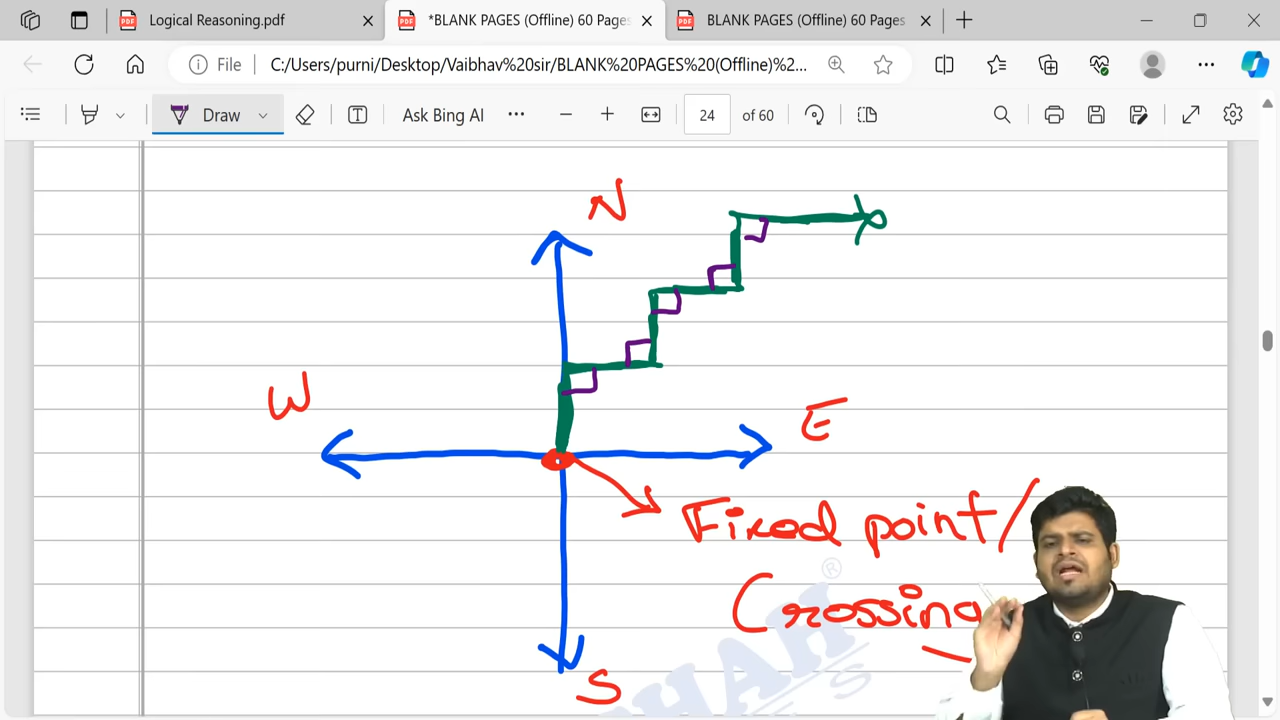 Logical Reasoning.pdf
*BLANK PAGES (Offline) 60 Pages
BLANK PAGES (Offline) 60 Pages
File
C:/Users/purni/Desktop/Vaibhav%20sir/BLANK%20PAGES%20(Offline)%2...
Draw
Ask Bing AI
24
of 60
N
W
E
Fixed point/
Crossing
S